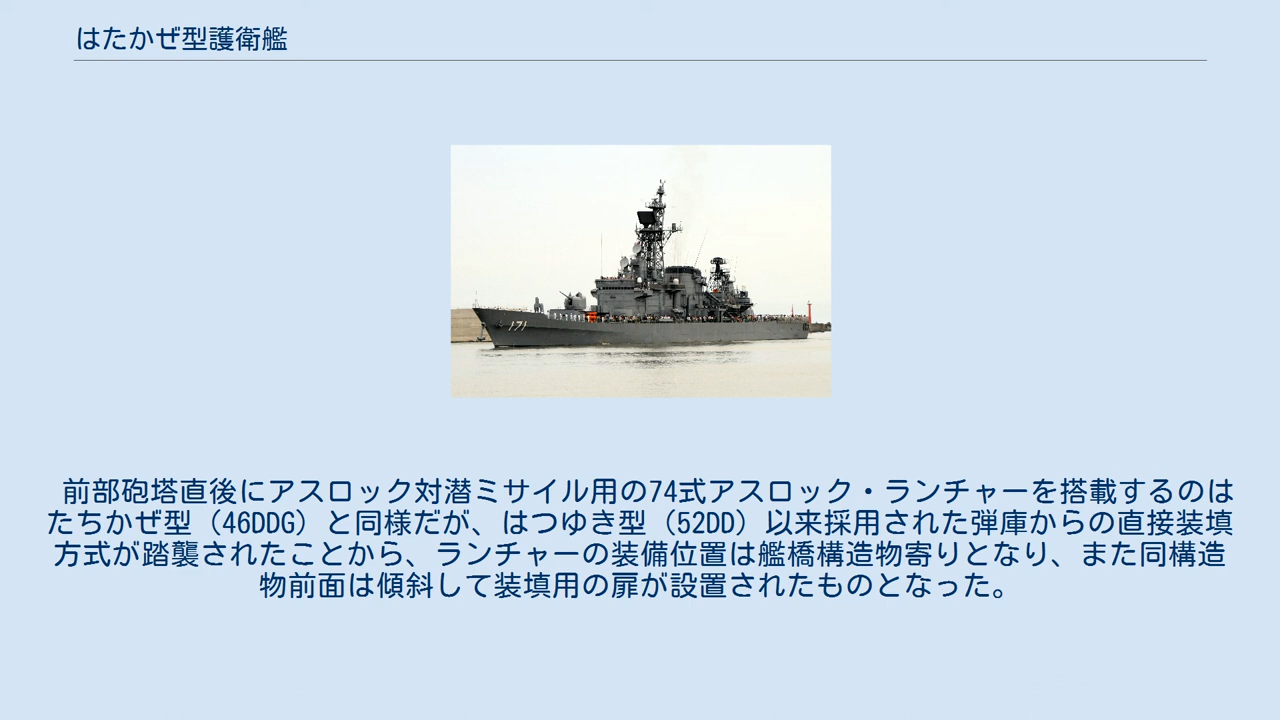 はたかぜ型護衛艦
171
前部砲塔直後にアスロック対潜ミサイル用の74式アスロック・ランチャーを搭載するのは
たちかぜ型（46DDG）と同様だが、はつゆき型（52DD）以来採用された弾庫からの直接装填
方式が踏襲されたことから、ランチャーの装備位置は艦橋構造物寄りとなり、また同構造
物前面は傾斜して装填用の扉が設置されたものとなった。